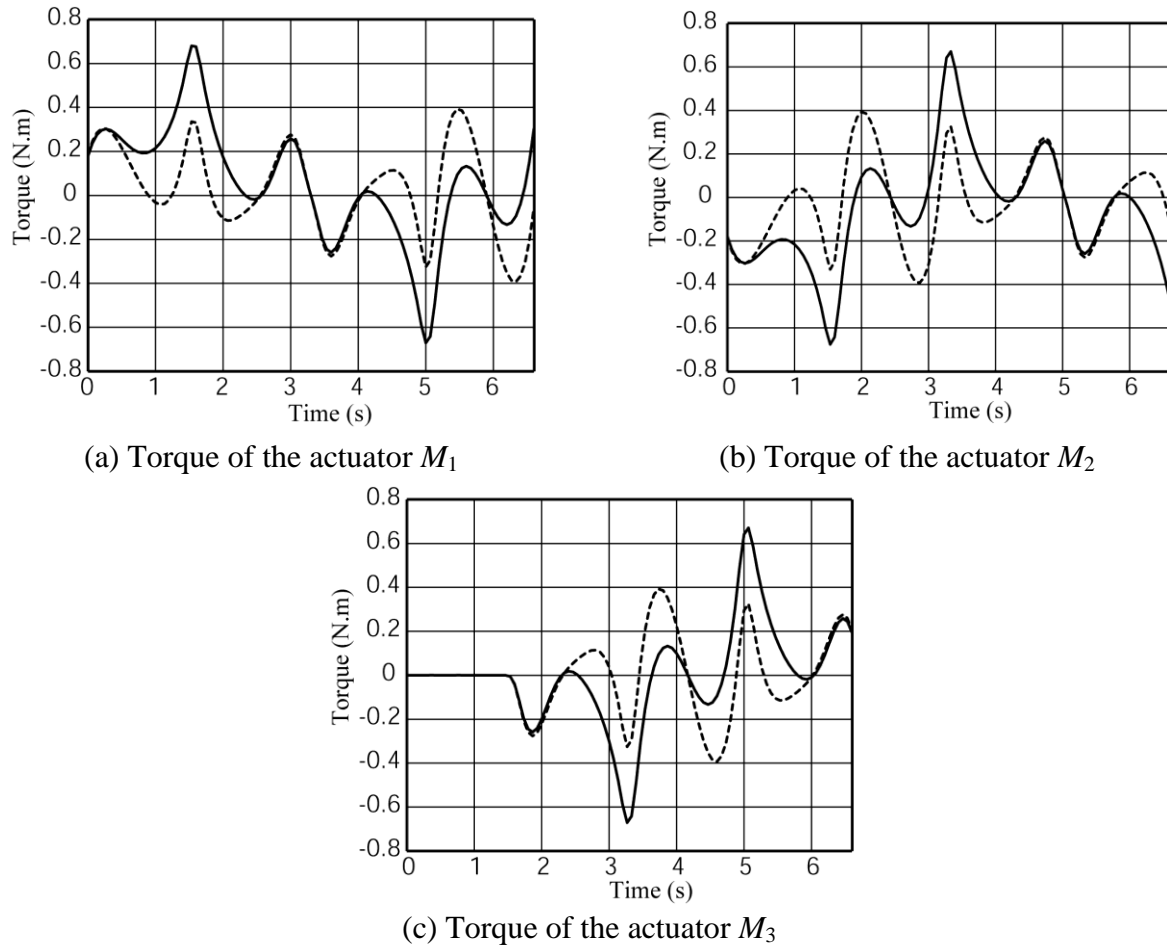 0.8
0.6
0.4
0.2
0
-0.2
-0.4
-0.6
-0.8
Torque (N.m)
0 1 2 3 4 5 6
Time (s)
(a) Torque of the actuator M1
0.8
0.6
0.4
0.2
0
-0.2
-0.4
-0.6
-0.8
Torque (N.m)
0 1 2 3 4 5 6
Time (s)
(b) Torque of the actuator M2
0.8
0.6
0.4
0.2
0
-0.2
-0.4
-0.6
-0.8
Torque (N.m)
0 1 2 3 4 5 6
Time (s)
(c) Torque of the actuator M3